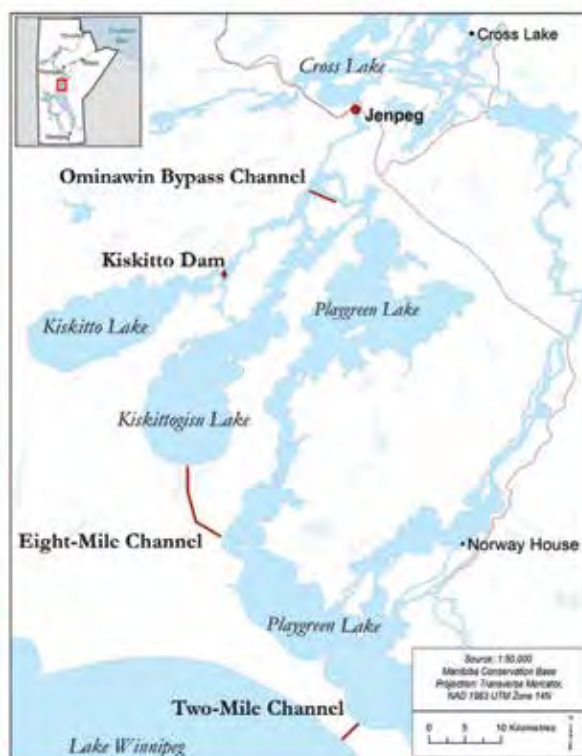 Cross Lake
Cross Lake
Jenpeg
Ominawin Bypass Channel
Kiskitto Dam
Playgreen Lake
Kiskitto Lake
Kiskittogisu Lake
Eight-Mile Channel
Norway House
Playgreen Lake
Source: 1:50,000
Manitoba Conservation Base
Projection: Transverse Mercator,
NAD 1983 UTM Zone 14N
Two-Mile Channel
0 5 10 Kilometres
Lake Winnipeg